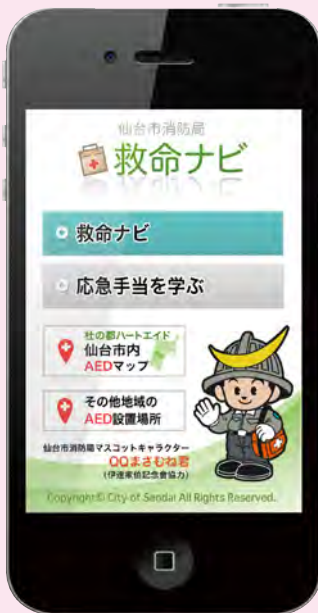 仙台市消防局
救命ナビ
救命ナビ
応急手当を学ぶ
杜の都ハートエイド
仙台市内
AEDマップ
その他地域の
AED設置場所
仙台市消防局マスコットキャラクター
QQまさむね君
(伊達家伯記念會協力)
Copyright© City of Sendai All Rights Reserved.